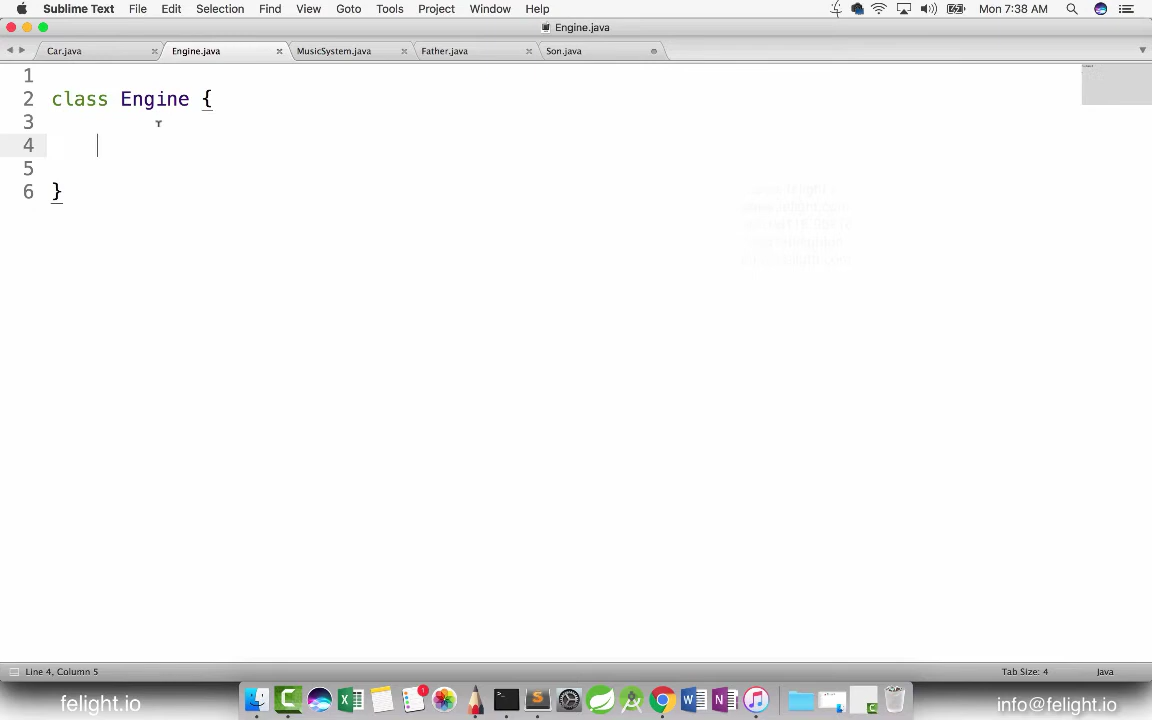 Sublime Text File Edit Selection Find View Goto Tools Project Window Help Mon 7:38 AM
Engine.java
Car.java Engine.java MusicSystem.java Father.java Son.java
1
2 class Engine {
3
4
5
6 }
Line 4, Column 5 Tab Size: 4 Java
felight.io info@felight.io
1